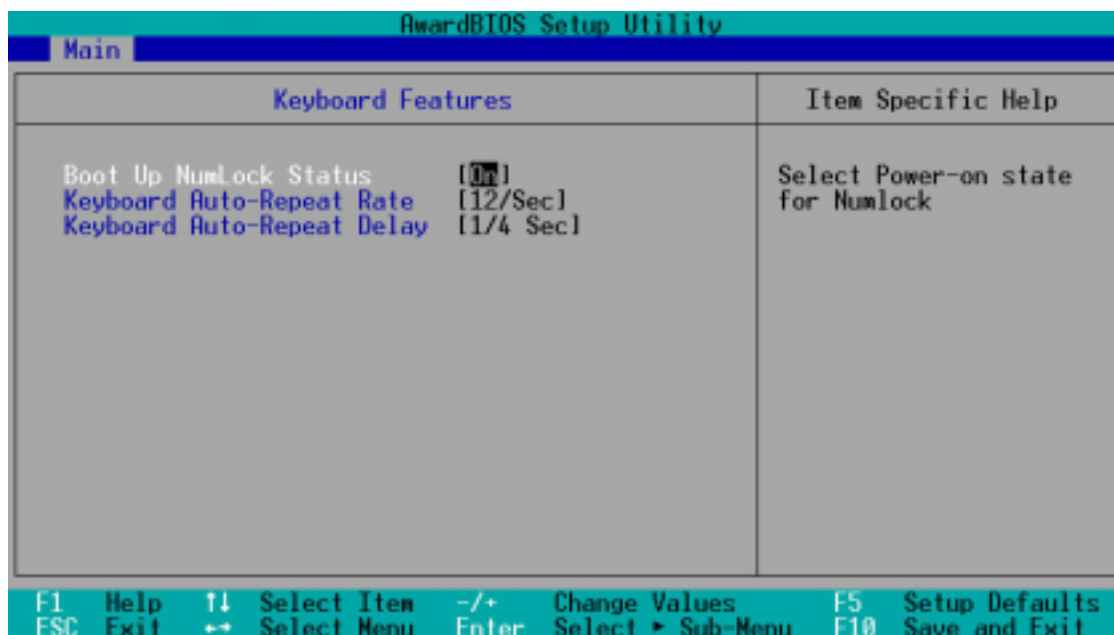 AwardBIOS Setup Utility
Main
Keyboard Features
Item Specific Help
Boot Up NumLock Status [On]
Keyboard Auto-Repeat Rate [12/Sec]
Keyboard Auto-Repeat Delay [1/4 Sec]
Select Power-on state
for Numlock
F1 Help ↑↓ Select Item -/+ Change Values F5 Setup Defaults
ESC Exit ←→ Select Menu Enter Select ► Sub-Menu F10 Save and Exit